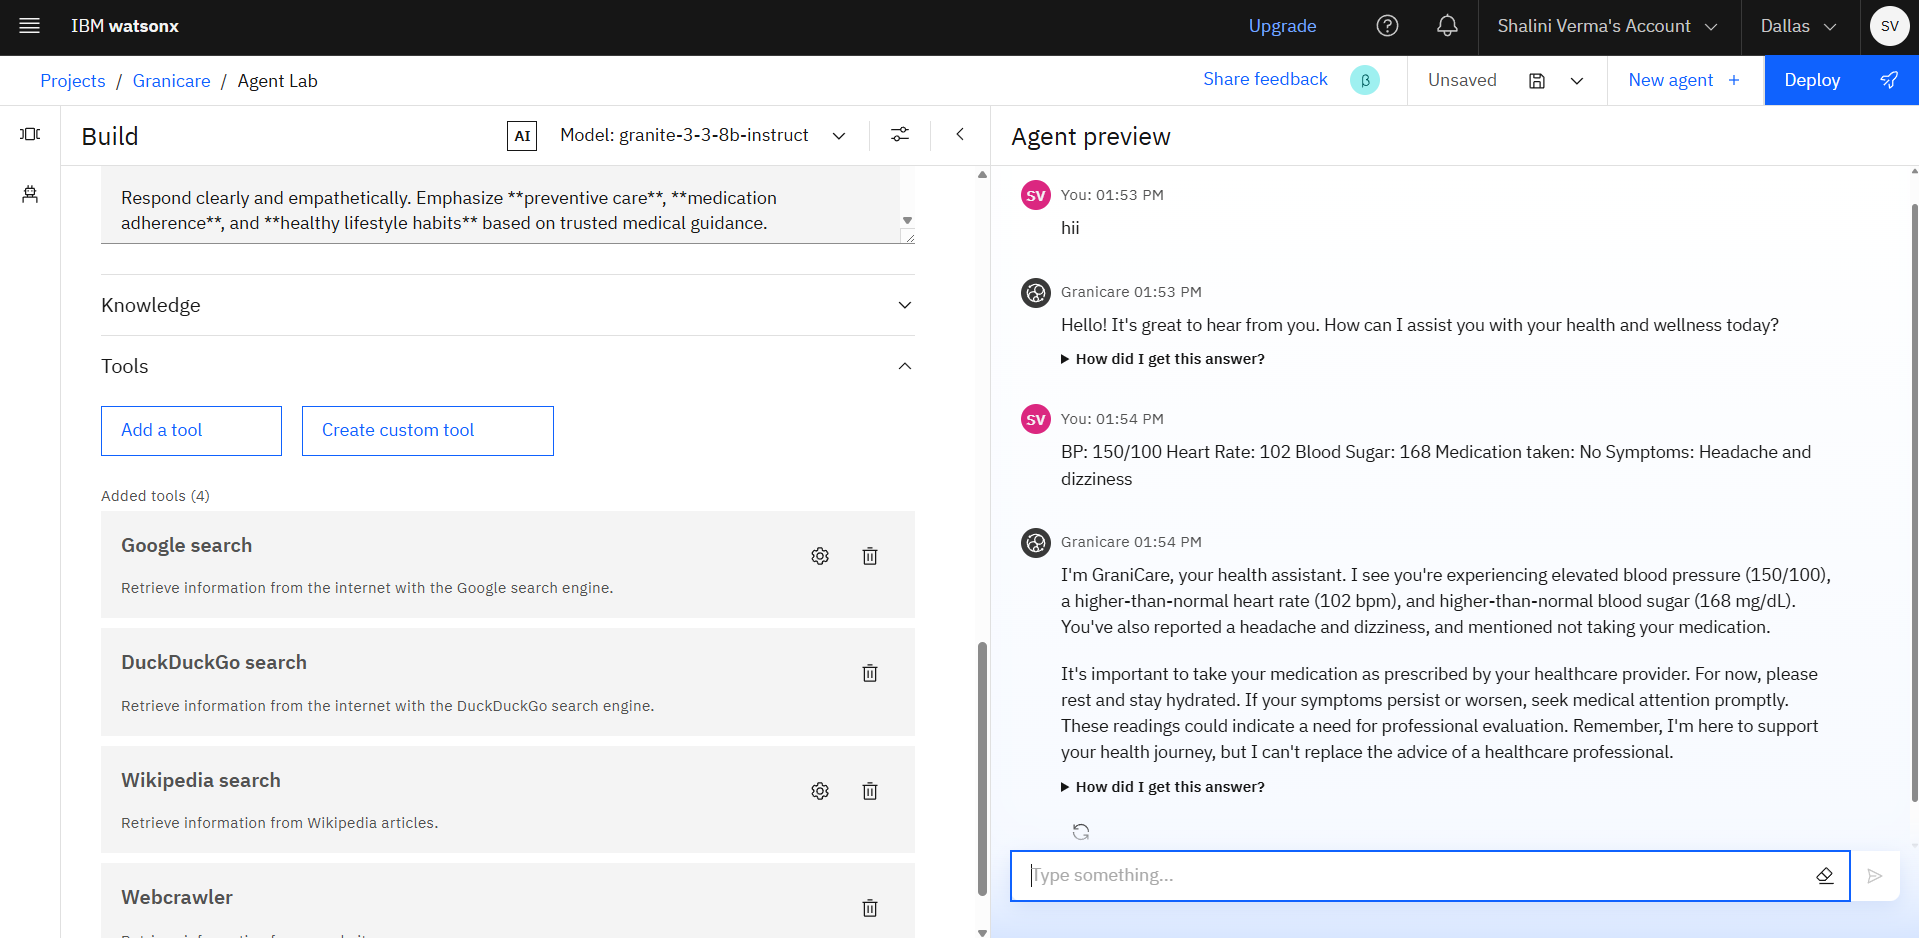 IBM watsonx
Upgrade
Shalini Verma's Account
Dallas
SV
Projects / Granicare / Agent Lab
Share feedback
β
Unsaved
New agent +
Deploy
Build
AI
Model: granite-3-3-8b-instruct
Respond clearly and empathetically. Emphasize **preventive care**, **medication
adherence**, and **healthy lifestyle habits** based on trusted medical guidance.
Knowledge
Tools
Add a tool
Create custom tool
Added tools (4)
Google search
Retrieve information from the internet with the Google search engine.
DuckDuckGo search
Retrieve information from the internet with the DuckDuckGo search engine.
Wikipedia search
Retrieve information from Wikipedia articles.
Webcrawler
Agent preview
SV
You: 01:53 PM
hii
Granicare 01:53 PM
Hello! It's great to hear from you. How can I assist you with your health and wellness today?
How did I get this answer?
SV
You: 01:54 PM
BP: 150/100 Heart Rate: 102 Blood Sugar: 168 Medication taken: No Symptoms: Headache and
dizziness
Granicare 01:54 PM
I'm GraniCare, your health assistant. I see you're experiencing elevated blood pressure (150/100),
a higher-than-normal heart rate (102 bpm), and higher-than-normal blood sugar (168 mg/dL).
You've also reported a headache and dizziness, and mentioned not taking your medication.
It's important to take your medication as prescribed by your healthcare provider. For now, please
rest and stay hydrated. If your symptoms persist or worsen, seek medical attention promptly.
These readings could indicate a need for professional evaluation. Remember, I'm here to support
your health journey, but I can't replace the advice of a healthcare professional.
How did I get this answer?
Type something...